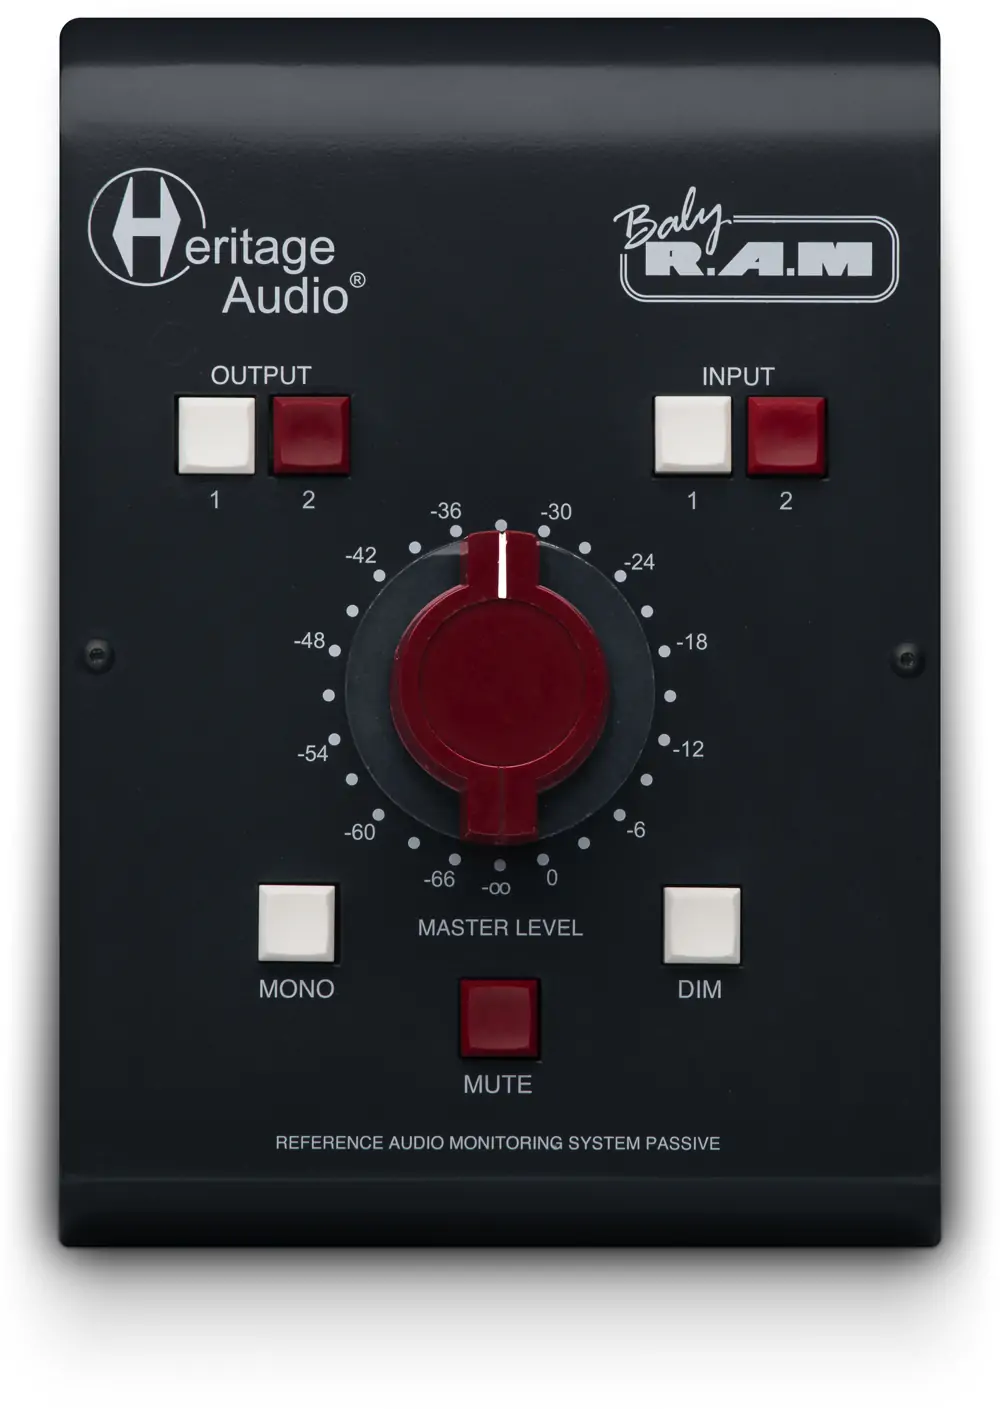 Heritage
Audio®
Baby
R.A.M
OUTPUT
INPUT
1
2
1
2
-36
-30
-42
-24
-48
-18
-54
-12
-60
-6
-66
-∞
0
MASTER LEVEL
MONO
DIM
MUTE
REFERENCE AUDIO MONITORING SYSTEM PASSIVE